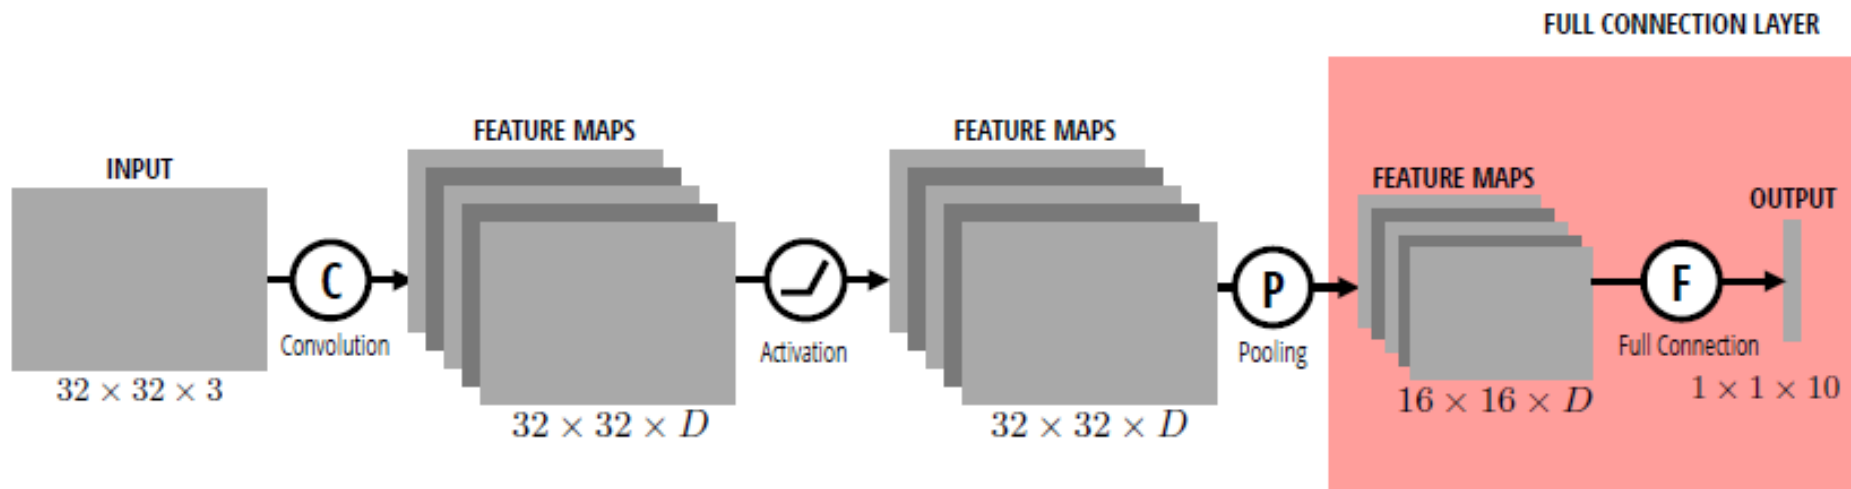 FULL CONNECTION LAYER
INPUT
FEATURE MAPS
FEATURE MAPS
FEATURE MAPS
OUTPUT
C
P
F
Convolution
Activation
Pooling
Full Connection
32 × 32 × 3
32 × 32 × D
32 × 32 × D
16 × 16 × D
1 × 1 × 10